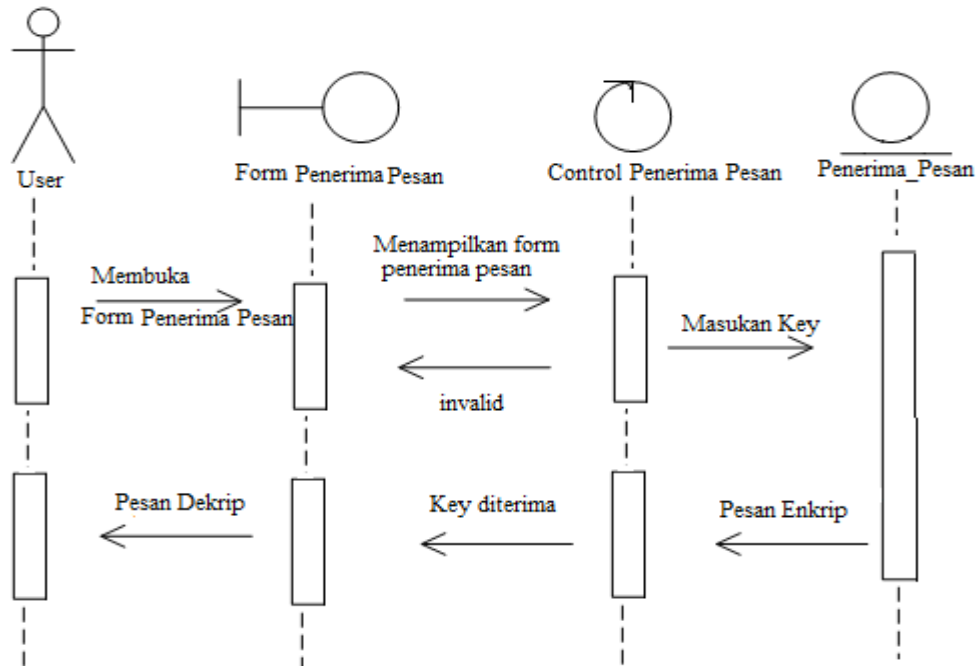 User
Form Penerima Pesan
Control Penerima Pesan
Penerima_Pesan
Membuka
Form Penerima Pesan
Menampilkan form
penerima pesan
Masukan Key
invalid
Pesan Dekrip
Key diterima
Pesan Enkrip